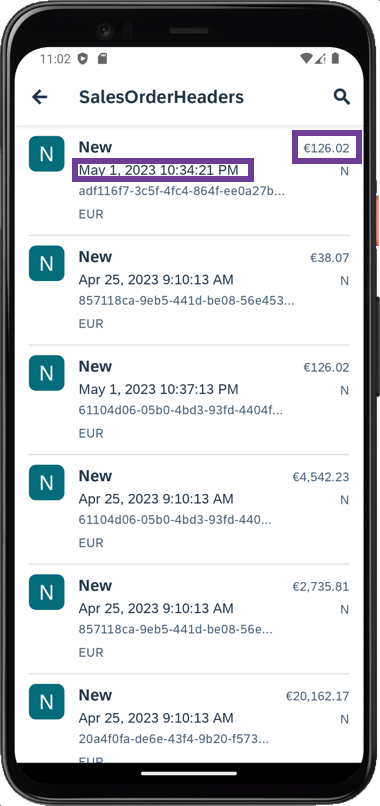 11:02
SalesOrderHeaders
N
New
€126.02
May 1, 2023 10:34:21 PM
N
adf116f7-3c5f-4fc4-864f-ee0a27b...
EUR
N
New
€38.07
Apr 25, 2023 9:10:13 AM
N
857118ca-9eb5-441d-be08-56e453...
EUR
N
New
€126.02
May 1, 2023 10:37:13 PM
N
61104d06-05b0-4bd3-93fd-4404f...
EUR
N
New
€4,542.23
Apr 25, 2023 9:10:13 AM
N
61104d06-05b0-4bd3-93fd-440...
EUR
N
New
€2,735.81
Apr 25, 2023 9:10:13 AM
N
857118ca-9eb5-441d-be08-56e...
EUR
N
New
€20,162.17
Apr 25, 2023 9:10:13 AM
N
20a4f0fa-de6e-43f4-9b20-f573...
EUR